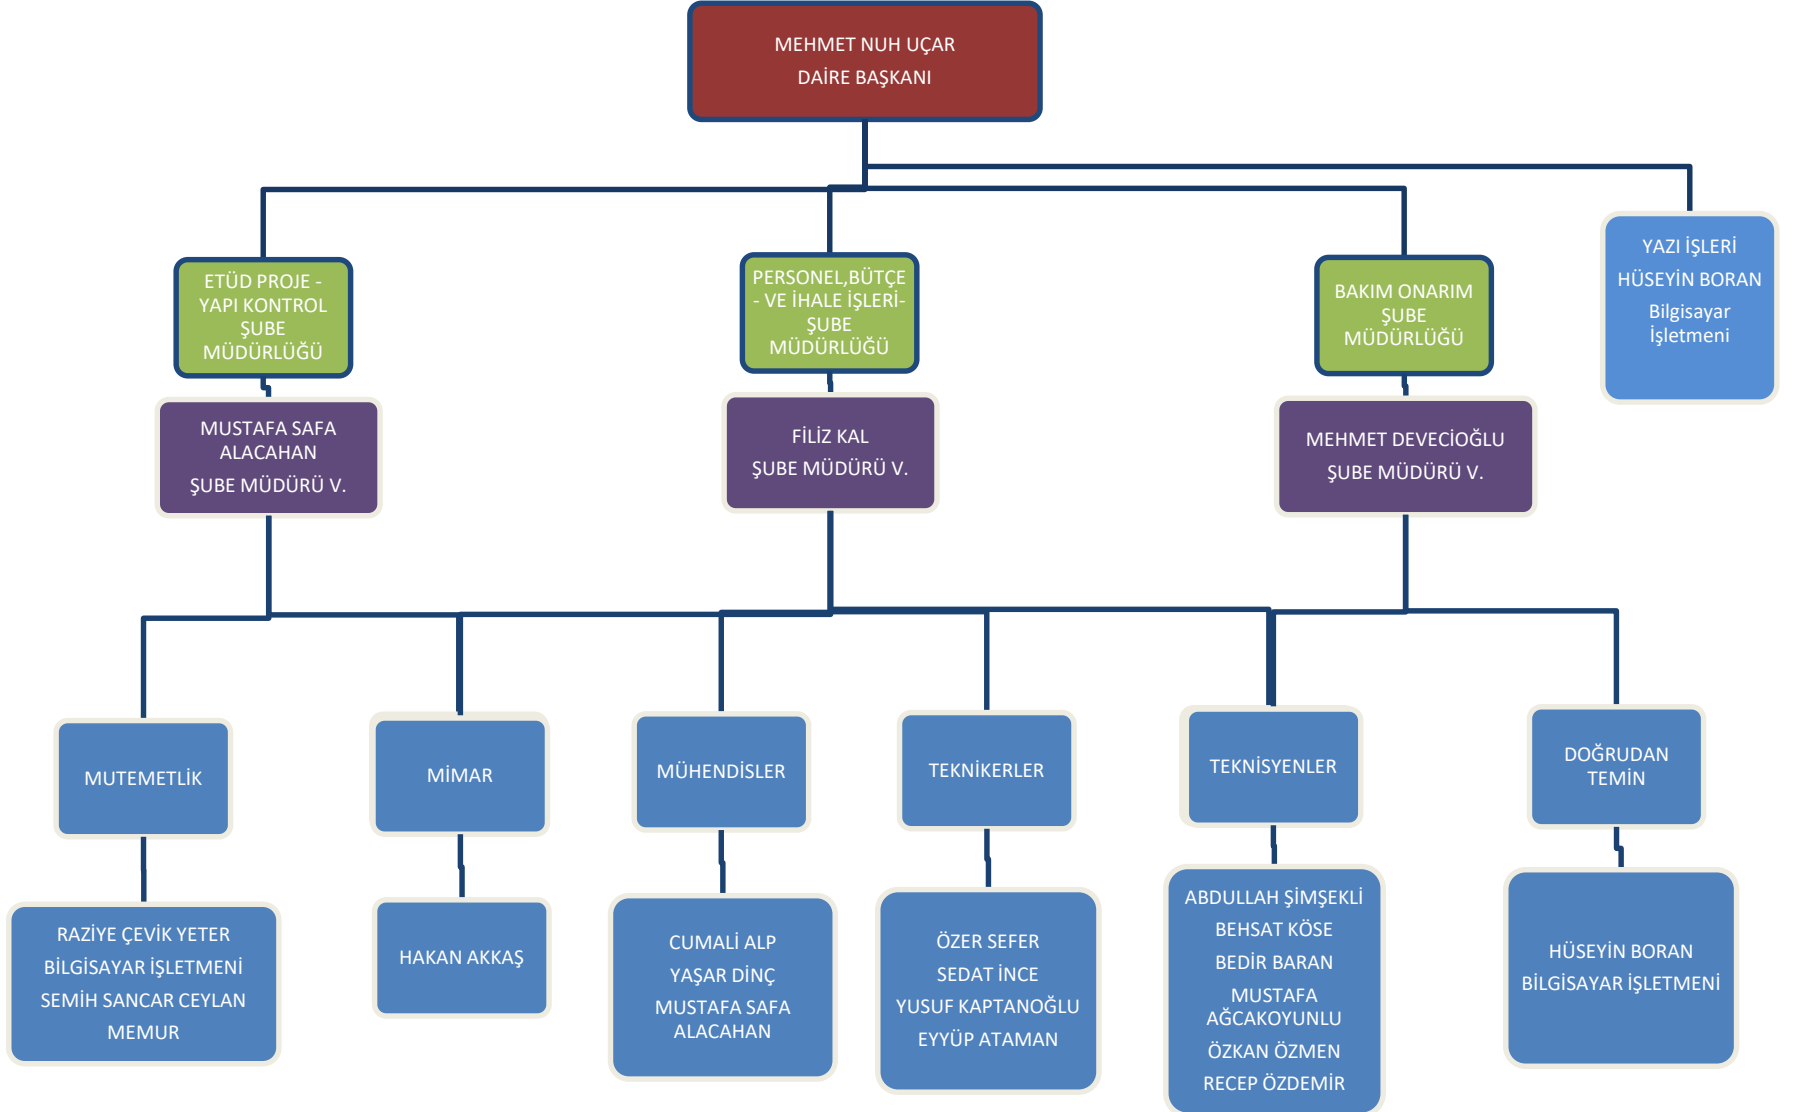 MEHMET NUH UÇAR
DAİRE BAŞKANI
ETÜD PROJE -
YAPI KONTROL
ŞUBE
MÜDÜRLÜĞÜ
PERSONEL,BÜTÇE
- VE İHALE İŞLERİ-
ŞUBE
MÜDÜRLÜĞÜ
BAKIM ONARIM
ŞUBE
MÜDÜRLÜĞÜ
YAZI İŞLERİ
HÜSEYİN BORAN
Bilgisayar
İşletmeni
MUSTAFA SAFA
ALACAHAN
ŞUBE MÜDÜRÜ V.
FİLİZ KAL
ŞUBE MÜDÜRÜ V.
MEHMET DEVECİOĞLU
ŞUBE MÜDÜRÜ V.
MUTEMETLİK
MİMAR
MÜHENDİSLER
TEKNİKERLER
TEKNİSYENLER
DOĞRUDAN
TEMİN
RAZİYE ÇEVİK YETER
BİLGİSAYAR İŞLETMENİ
SEMİH SANCAR CEYLAN
MEMUR
HAKAN AKKAŞ
CUMALİ ALP
YAŞAR DİNÇ
MUSTAFA SAFA
ALACAHAN
ÖZER SEFER
SEDAT İNCE
YUSUF KAPTANOĞLU
EYYÜP ATAMAN
ABDULLAH ŞİMŞEKLİ
BEHSAT KÖSE
BEDİR BARAN
MUSTAFA
AĞCAKOYUNLU
ÖZKAN ÖZMEN
RECEP ÖZDEMİR
HÜSEYİN BORAN
BİLGİSAYAR İŞLETMENİ